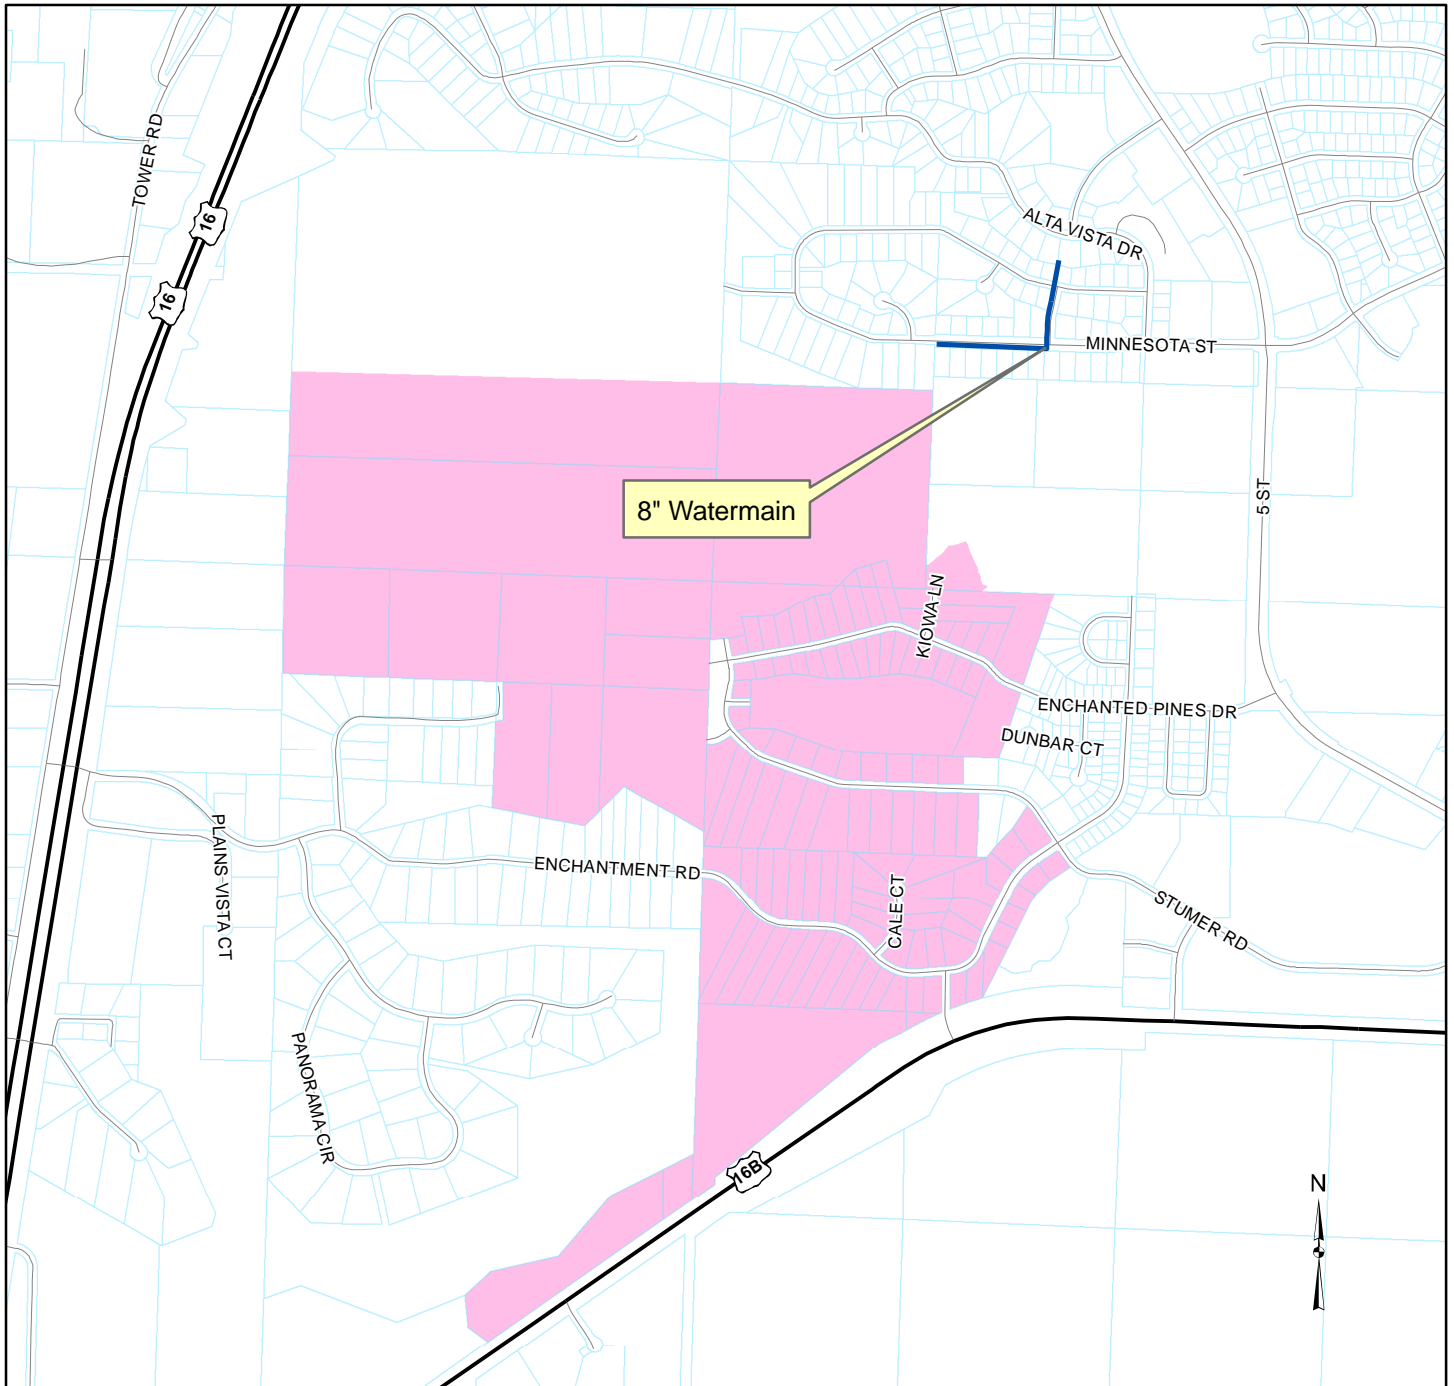 TOWER RD
16
16
ALTA VISTA DR
MINNESOTA ST
8" Watermain
5 ST
KIOWA LN
ENCHANTED PINES DR
DUNBAR CT
PLAINS VISTA CT
ENCHANTMENT RD
CALE CT
STUMER RD
PANORAMA CIR
16B
N